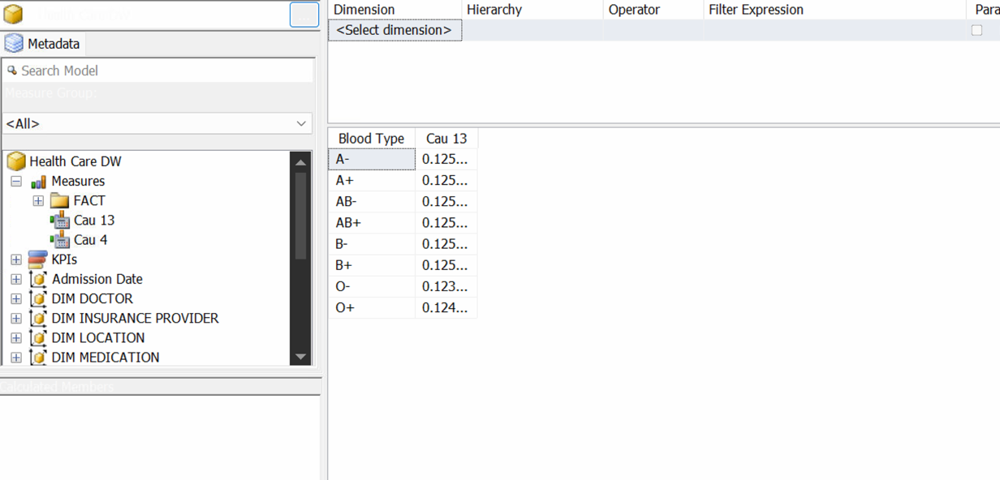 ...
Metadata
Search Model
Measure Group:
<All>
Health Care DW
Measures
FACT
Cau 13
Cau 4
KPIs
Admission Date
DIM DOCTOR
DIM INSURANCE PROVIDER
DIM LOCATION
DIM MEDICATION
Calculated Members
Dimension Hierarchy Operator Filter Expression Para
<Select dimension>
Blood Type Cau 13
A- 0.125...
A+ 0.125...
AB- 0.125...
AB+ 0.125...
B- 0.125...
B+ 0.125...
O- 0.123...
O+ 0.124...